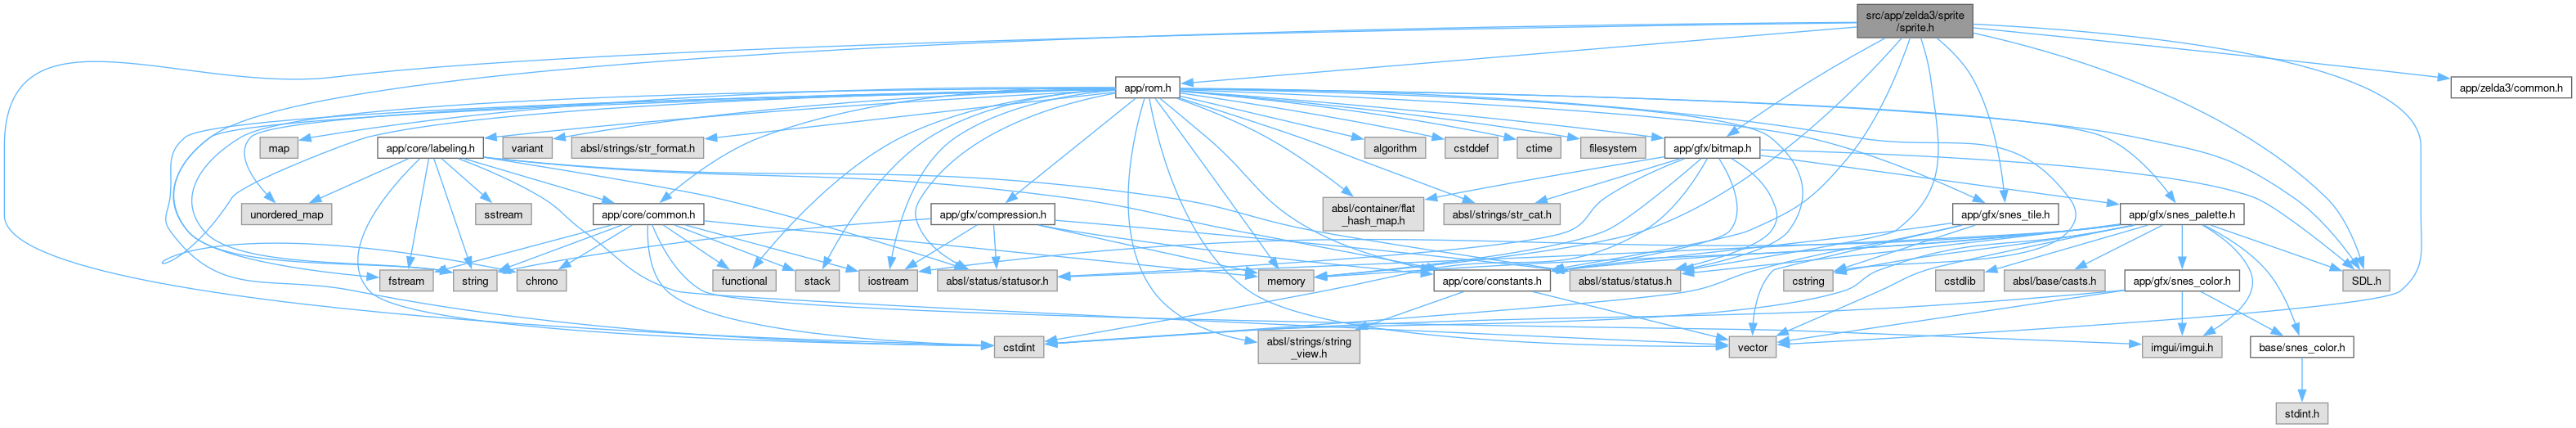 src/app/zelda3/sprite
/sprite.h
app/rom.h
app/zelda3/common.h
map
app/core/labeling.h
variant
absl/strings/str_format.h
algorithm
cstddef
ctime
filesystem
app/gfx/bitmap.h
unordered_map
sstream
app/core/common.h
app/gfx/compression.h
absl/container/flat
_hash_map.h
absl/strings/str_cat.h
app/gfx/snes_tile.h
app/gfx/snes_palette.h
fstream
string
chrono
functional
stack
iostream
absl/status/statusor.h
memory
absl/status/status.h
app/core/constants.h
cstring
cstdlib
absl/base/casts.h
app/gfx/snes_color.h
SDL.h
cstdint
absl/strings/string
_view.h
vector
imgui/imgui.h
base/snes_color.h
stdint.h